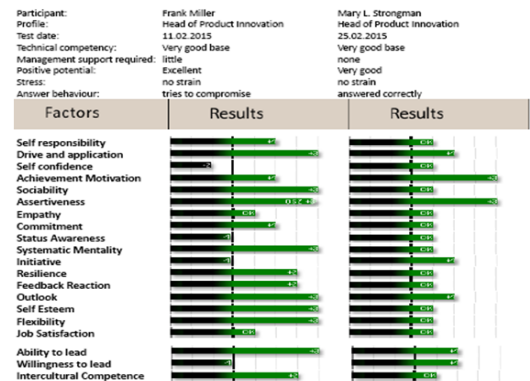 Participant: Frank Miller Mary L. Strongman
Profile: Head of Product Innovation Head of Product Innovation
Test date: 11.02.2015 25.02.2015
Technical competency: Very good base Very good base
Management support required: little none
Positive potential: Excellent Very good
Stress: no strain no strain
Answer behaviour: tries to compromise answered correctly
Factors Results Results
Self responsibility OK
Drive and application
Self confidence OK
Achievement Motivation
Sociability OK
Assertiveness
Empathy OK OK
Commitment OK
Status Awareness OK
Systematic Mentality OK
Initiative
Resilience OK
Feedback Reaction OK
Outlook
Self Esteem OK
Flexibility OK
Job Satisfaction OK OK
Ability to lead
Willingness to lead
Intercultural Competence OK